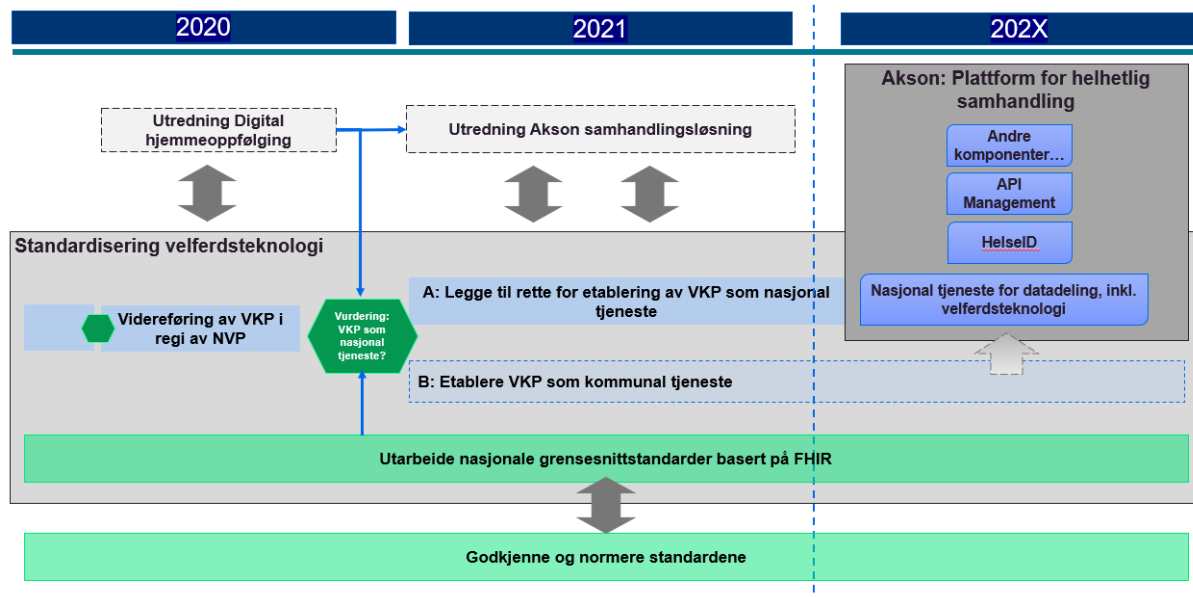 2020
2021
202X
Akson: Plattform for helhetlig
samhandling
Utredning Digital
hjemmeoppfølging
Utredning Akson samhandlingsløsning
Andre
komponenter…
API
Management
HelseID
Standardisering velferdsteknologi
Videreføring av VKP i
regi av NVP
Vurdering:
VKP som
nasjonal
tjeneste?
A: Legge til rette for etablering av VKP som nasjonal
tjeneste
Nasjonal tjeneste for datadeling, inkl.
velferdsteknologi
B: Etablere VKP som kommunal tjeneste
Utarbeide nasjonale grensesnittstandarder basert på FHIR
Godkjenne og normere standardene